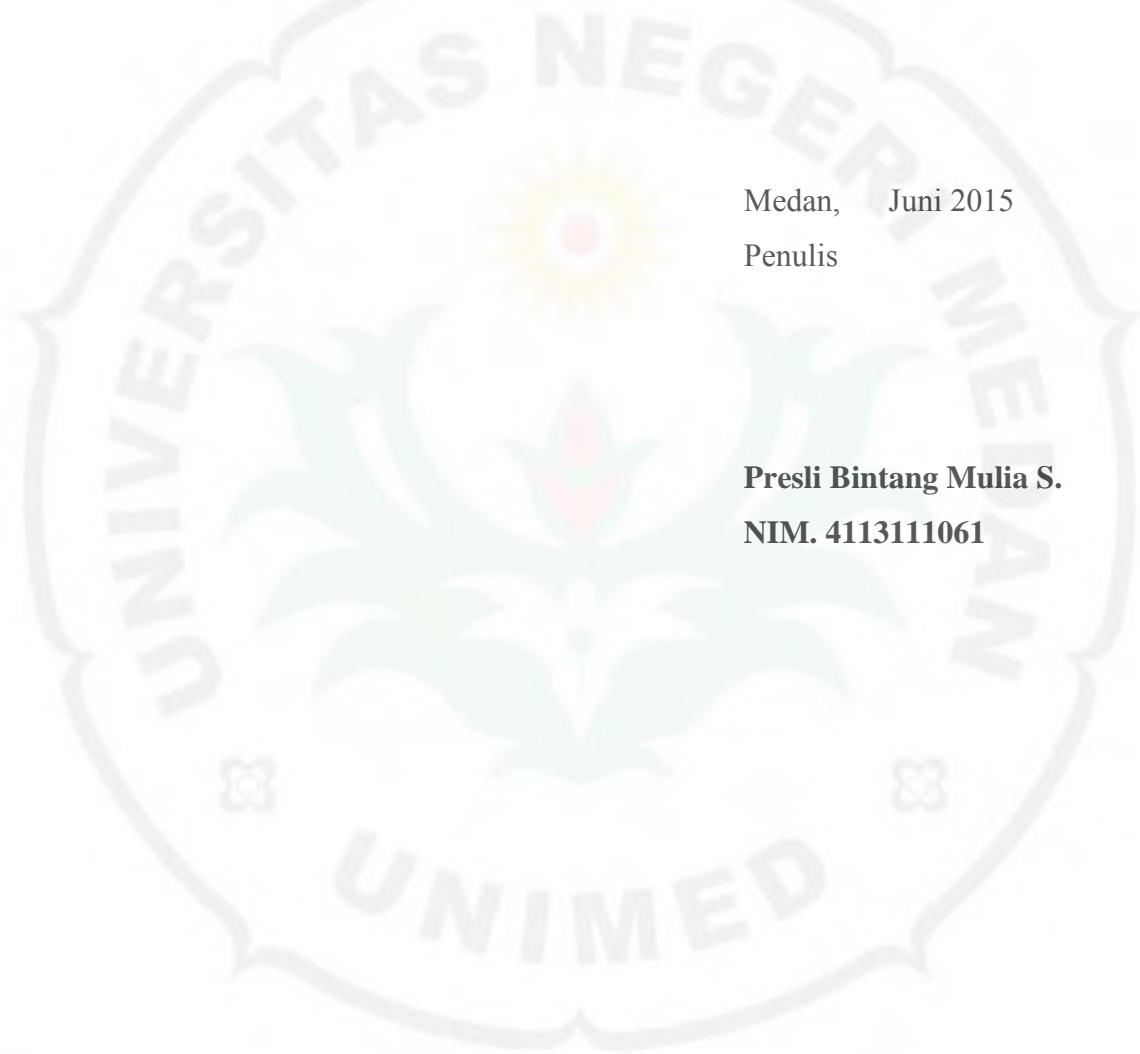 UNIVERSITAS NEGERI MEDAN
Medan, Juni 2015
Penulis
Presli Bintang Mulia S.
NIM. 4113111061
UNIMED